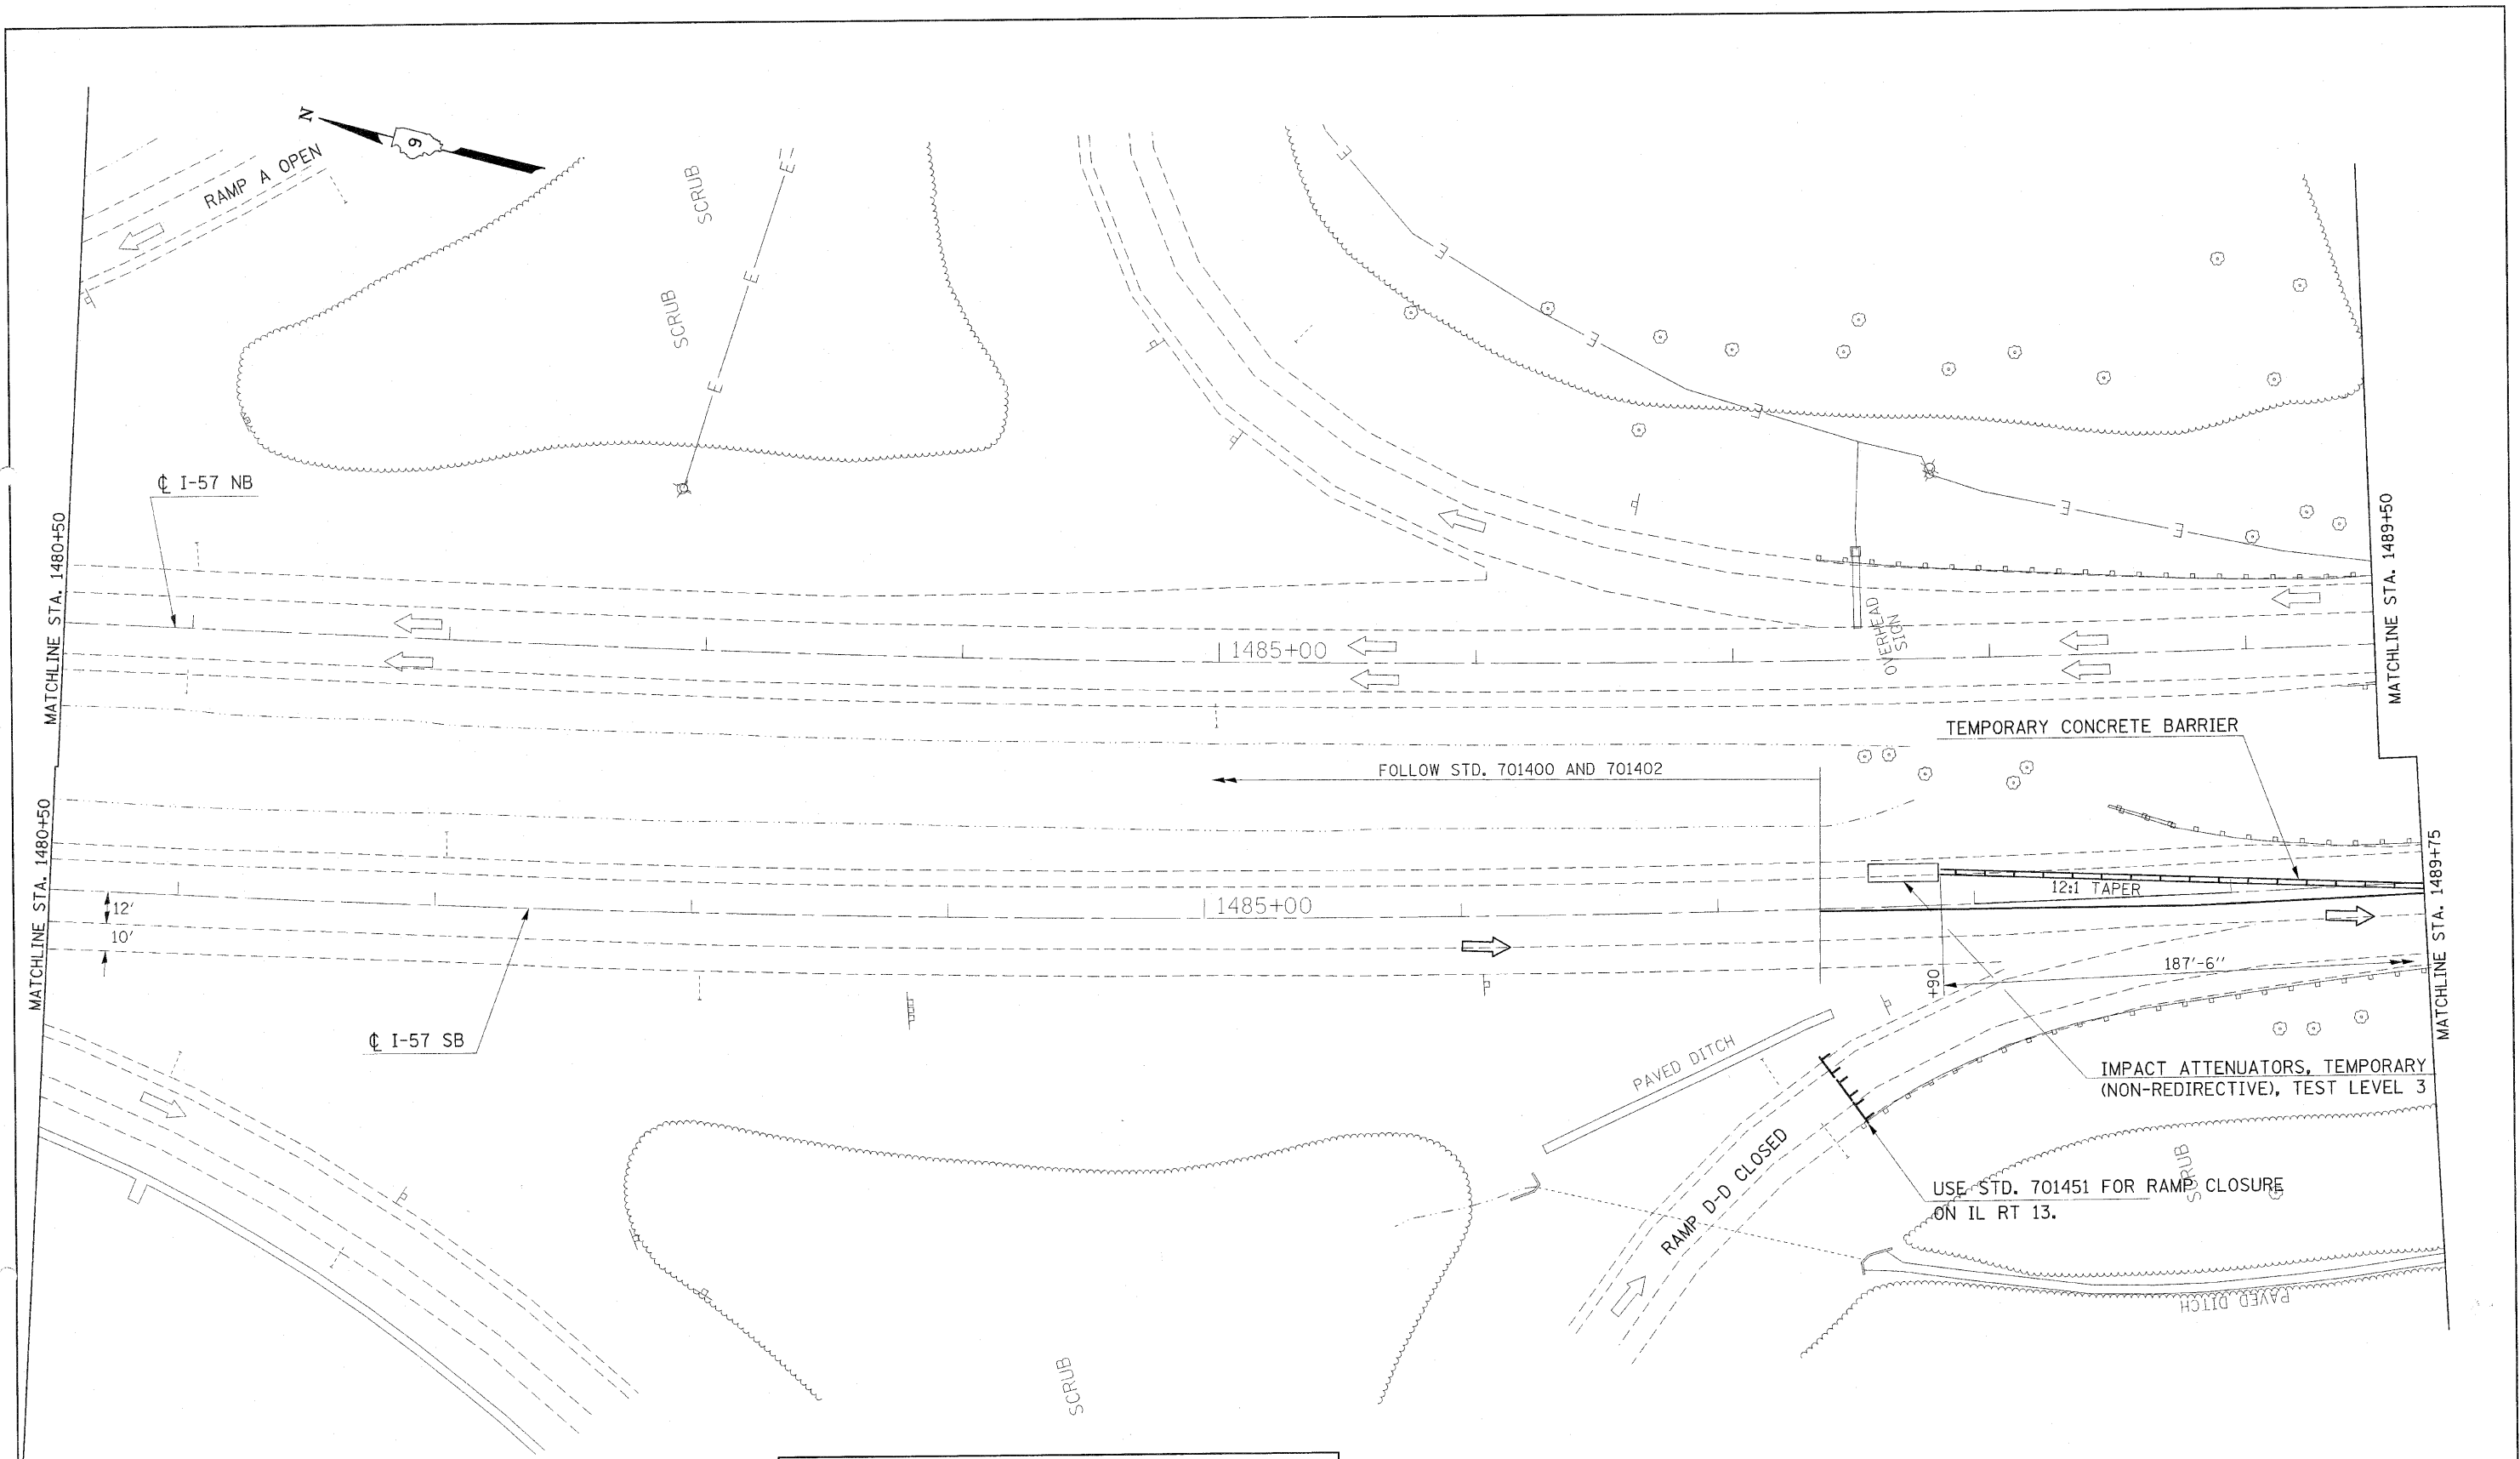 N
9
RAMP A OPEN
SCRUB
SCRUB
E
E
E
E
E
E
E
E
E
℄ I-57 NB
MATCHLINE STA. 1480+50
1485+00
OVERHEAD
SIGN
MATCHLINE STA. 1489+50
TEMPORARY CONCRETE BARRIER
FOLLOW STD. 701400 AND 701402
MATCHLINE STA. 1480+50
12'
10'
1485+00
12:1 TAPER
MATCHLINE STA. 1489+75
+90
187'-6"
℄ I-57 SB
PAVED DITCH
IMPACT ATTENUATORS, TEMPORARY
(NON-REDIRECTIVE), TEST LEVEL 3
RAMP D-D CLOSED
USE STD. 701451 FOR RAMP CLOSURE
ON IL RT 13.
SCRUB
PAVED DITCH
SCRUB